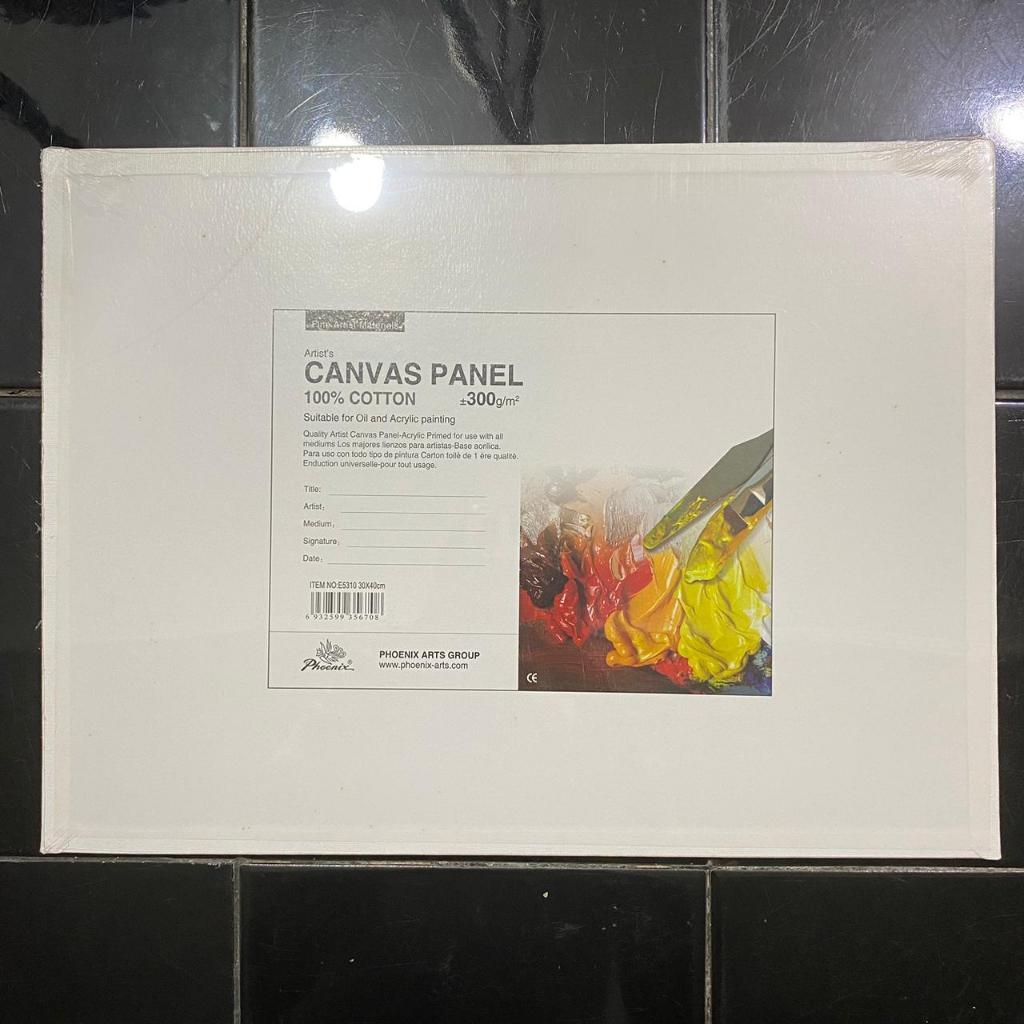 Fine Artist Materiels
Artist's
CANVAS PANEL
100% COTTON ±300g/m²
Suitable for Oil and Acrylic painting
Quality Artist Canvas Panel-Acrylic Primed for use with all
mediums Los majores lienzos para artistas-Base acrilica.
Para uso con todo tipo de pintura Carton toilé de 1 ère qualité.
Enduction universelle-pour tout usage.
Title:
Artist:
Medium:
Signature:
Date:
ITEM NO:E5310 30X40cm
6 932599 356708
Phoenix
PHOENIX ARTS GROUP
www.phoenix-arts.com
CE